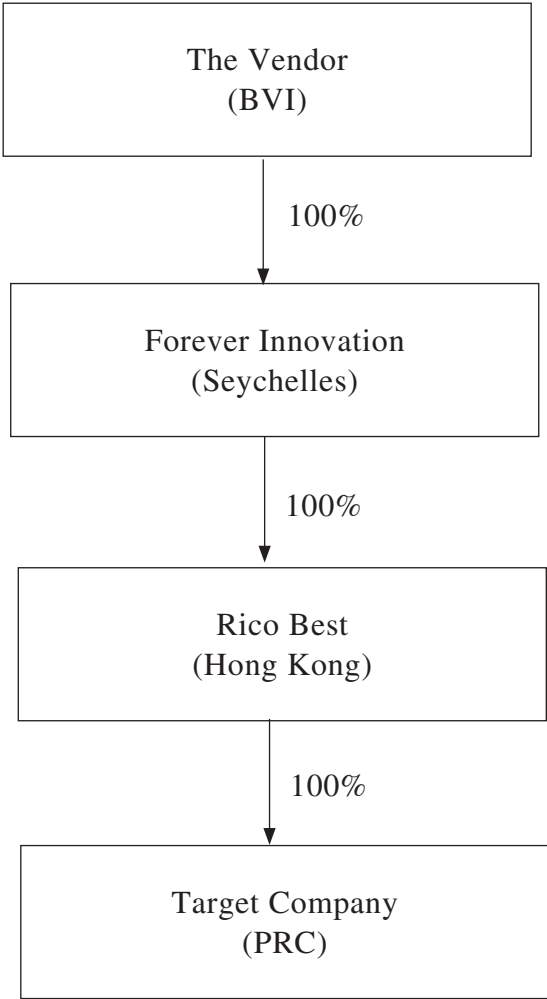 The Vendor
(BVI)
100%
Forever Innovation
(Seychelles)
100%
Rico Best
(Hong Kong)
100%
Target Company
(PRC)